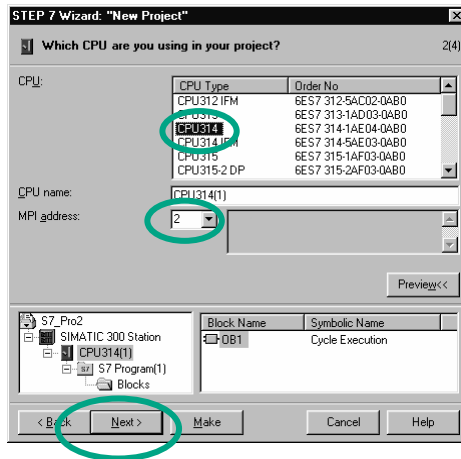 STEP 7 Wizard: "New Project"
Which CPU are you using in your project? 2(4)
CPU:
CPU Type Order No
CPU312 IFM 6ES7 312-5AC02-0AB0
CPU313 6ES7 313-1AD03-0AB0
CPU314 6ES7 314-1AE04-0AB0
CPU314 IFM 6ES7 314-5AE03-0AB0
CPU315 6ES7 315-1AF03-0AB0
CPU315-2 DP 6ES7 315-2AF03-0AB0
CPU name: CPU314(1)
MPI address: 2
Preview<<
S7_Pro2
SIMATIC 300 Station
CPU314(1)
S7 Program(1)
Blocks
Block Name Symbolic Name
OB1 Cycle Execution
< Back Next > Make Cancel Help